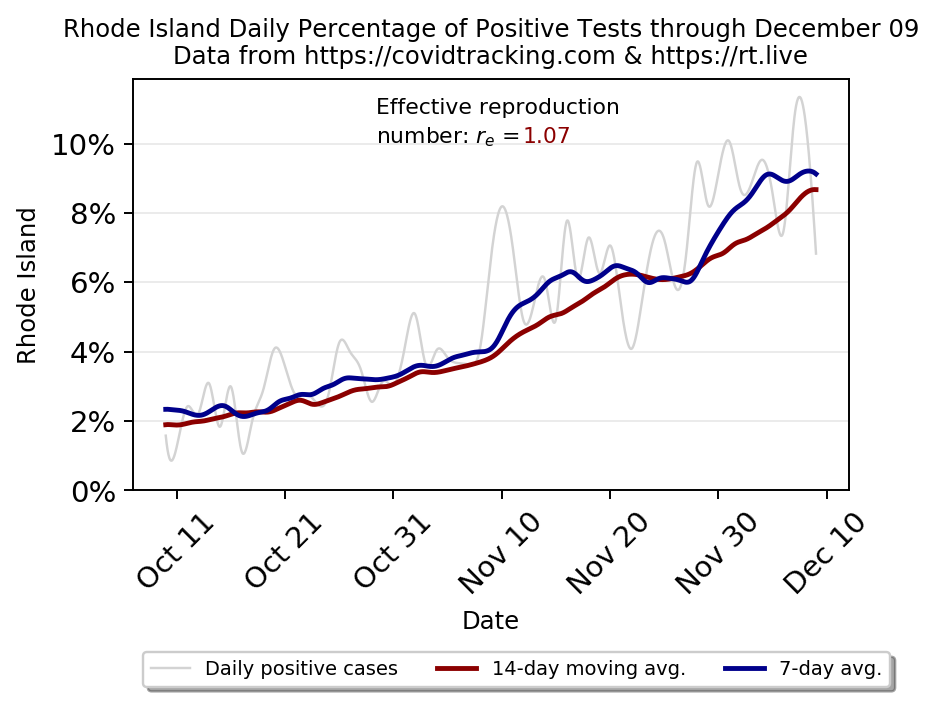 Rhode Island Daily Percentage of Positive Tests through December 09
Data from https://covidtracking.com & https://rt.live
Effective reproduction
number: rₑ =1.07
10%
8%
6%
4%
2%
0%
Rhode Island
Oct 11
Oct 21
Oct 31
Nov 10
Nov 20
Nov 30
Dec 10
Date
Daily positive cases
14-day moving avg.
7-day avg.